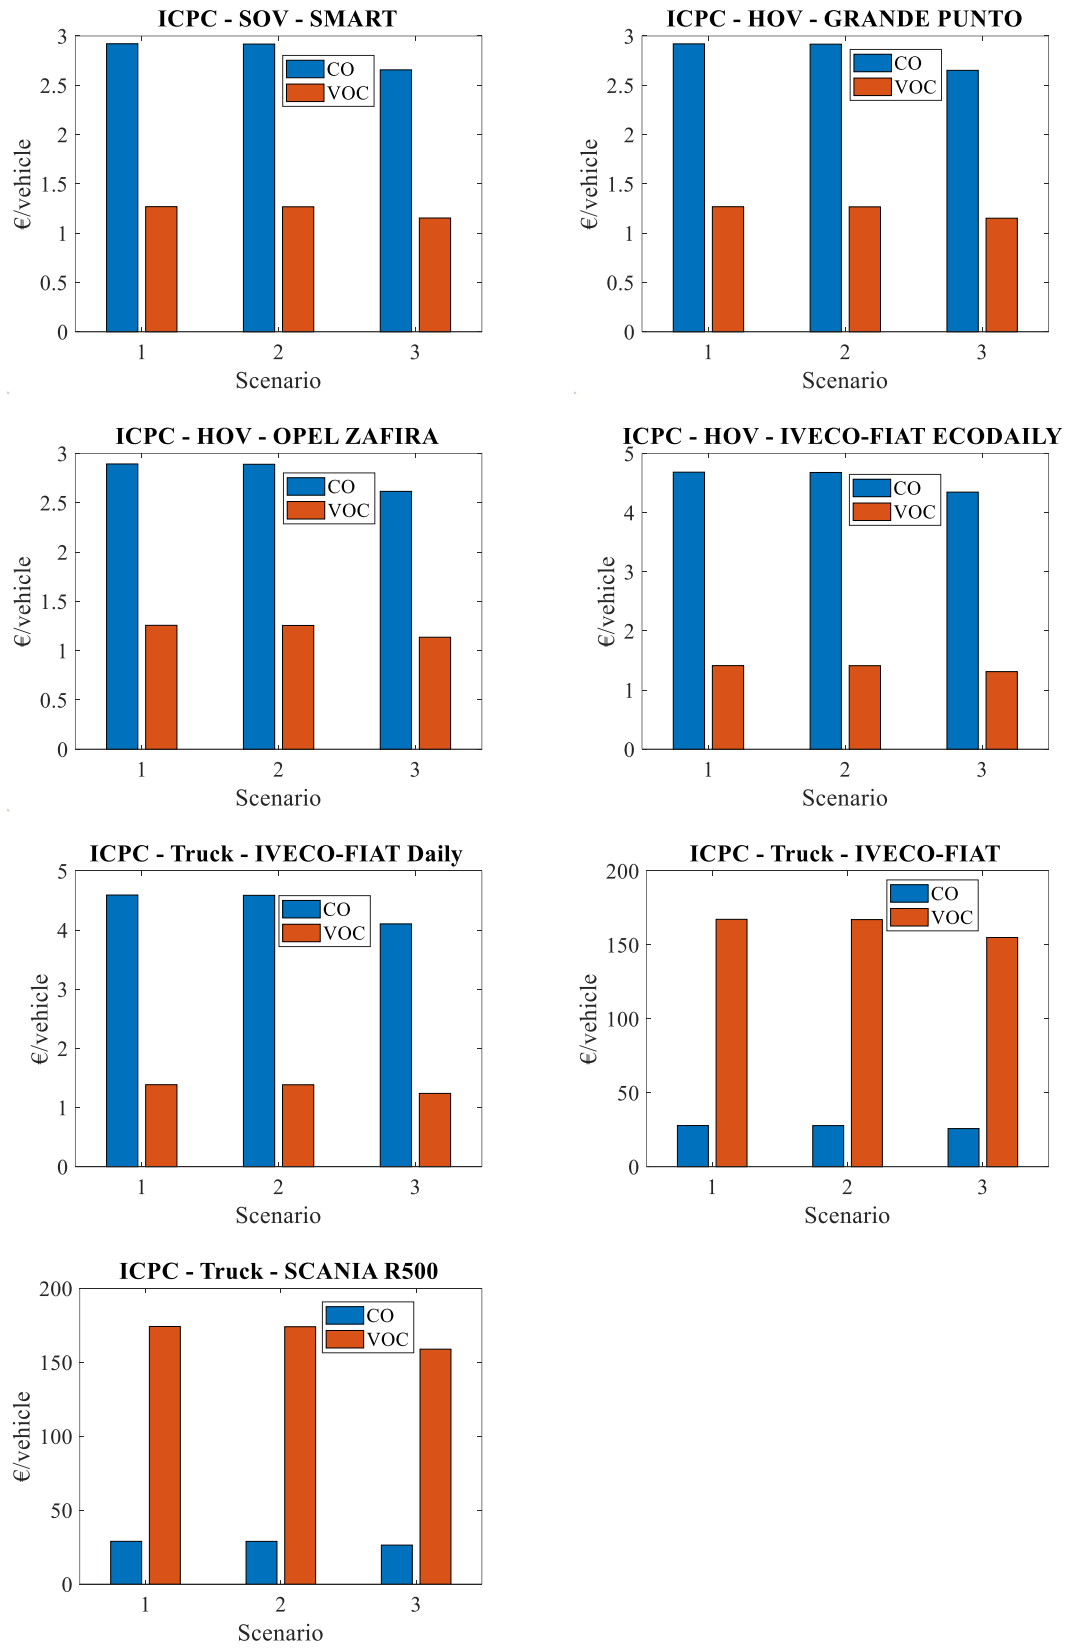 ICPC - SOV - SMART
3
2.5
2
1.5
1
0.5
0
€/vehicle
CO
VOC
1 2 3
Scenario
ICPC - HOV - GRANDE PUNTO
3
2.5
2
1.5
1
0.5
0
€/vehicle
CO
VOC
1 2 3
Scenario
ICPC - HOV - OPEL ZAFIRA
3
2.5
2
1.5
1
0.5
0
€/vehicle
CO
VOC
1 2 3
Scenario
ICPC - HOV - IVECO-FIAT ECODAILY
5
4
3
2
1
0
€/vehicle
CO
VOC
1 2 3
Scenario
ICPC - Truck - IVECO-FIAT Daily
5
4
3
2
1
0
€/vehicle
CO
VOC
1 2 3
Scenario
ICPC - Truck - IVECO-FIAT
200
150
100
50
0
€/vehicle
CO
VOC
1 2 3
Scenario
ICPC - Truck - SCANIA R500
200
150
100
50
0
€/vehicle
CO
VOC
1 2 3
Scenario